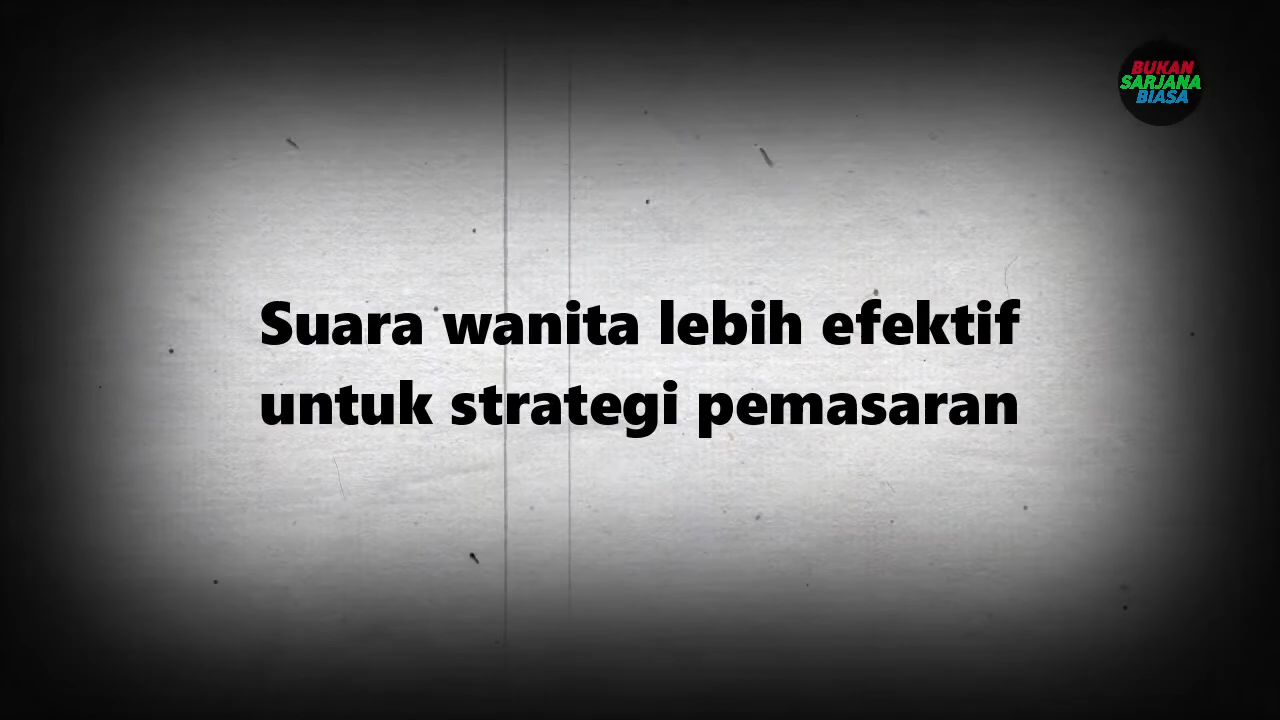 BUKAN
SARJANA
BIASA
Suara wanita lebih efektif
untuk strategi pemasaran